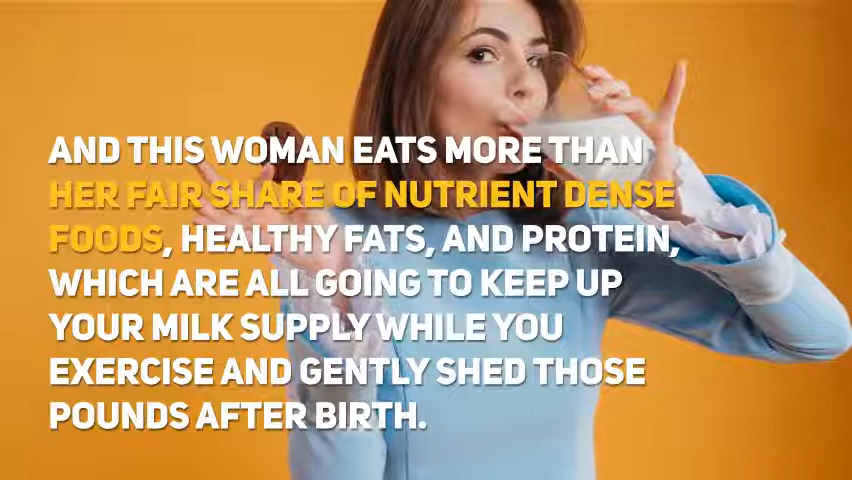 AND THIS WOMAN EATS MORE THAN
HER FAIR SHARE OF NUTRIENT DENSE
FOODS, HEALTHY FATS, AND PROTEIN,
WHICH ARE ALL GOING TO KEEP UP
YOUR MILK SUPPLY WHILE YOU
EXERCISE AND GENTLY SHED THOSE
POUNDS AFTER BIRTH.